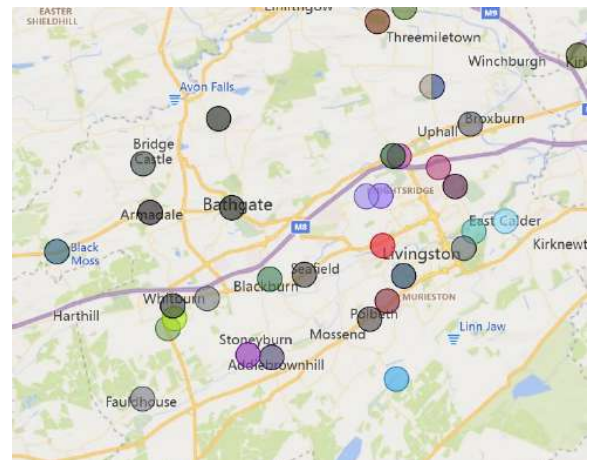 EASTER
SHIELDHILL
M9
Threemiletown
Winchburgh
Avon Falls
Broxburn
Uphall
Bridge
Castle
Bathgate
Armadale
M8
East Calder
Black
Moss
Livingston
Kirknewt
Seafield
Blackburn
Whitburn
MURIESTON
Harthill
Polbeth
Mossend
Linn Jaw
Stoneyburn
Addiebrownhill
Fauldhouse